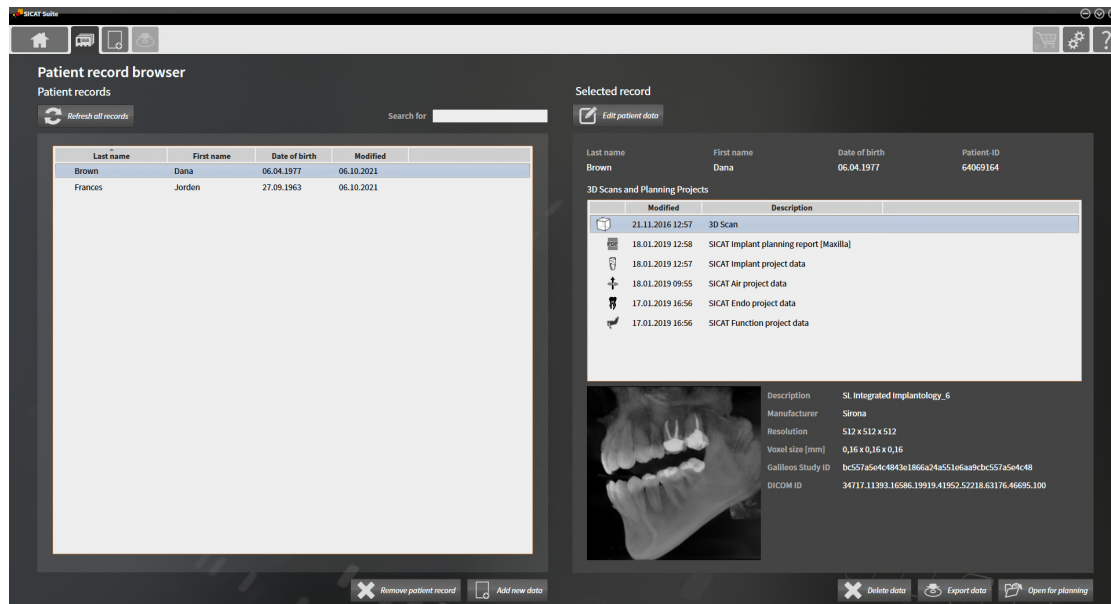 SICAT Suite
Patient record browser
Patient records
Refresh all records
Search for
Last name First name Date of birth Modified
Brown Dana 06.04.1977 06.10.2021
Frances Jorden 27.09.1963 06.10.2021
Remove patient record
Add new data
Selected record
Edit patient data
Last name First name Date of birth Patient-ID
Brown Dana 06.04.1977 64069164
3D Scans and Planning Projects
Modified Description
21.11.2016 12:57 3D Scan
PDF 18.01.2019 12:58 SICAT Implant planning report [Maxilla]
18.01.2019 12:57 SICAT Implant project data
18.01.2019 09:55 SICAT Air project data
17.01.2019 16:56 SICAT Endo project data
17.01.2019 16:56 SICAT Function project data
Description SL Integrated Implantology_6
Manufacturer Sirona
Resolution 512 x 512 x 512
Voxel size [mm] 0,16 x 0,16 x 0,16
Galileos Study ID bc557a5e4c4843e1866a24a551e6aa9cbc557a5e4c48
DICOM ID 34717.11393.16586.19919.41952.52218.63176.46695.100
Delete data
Export data
Open for planning